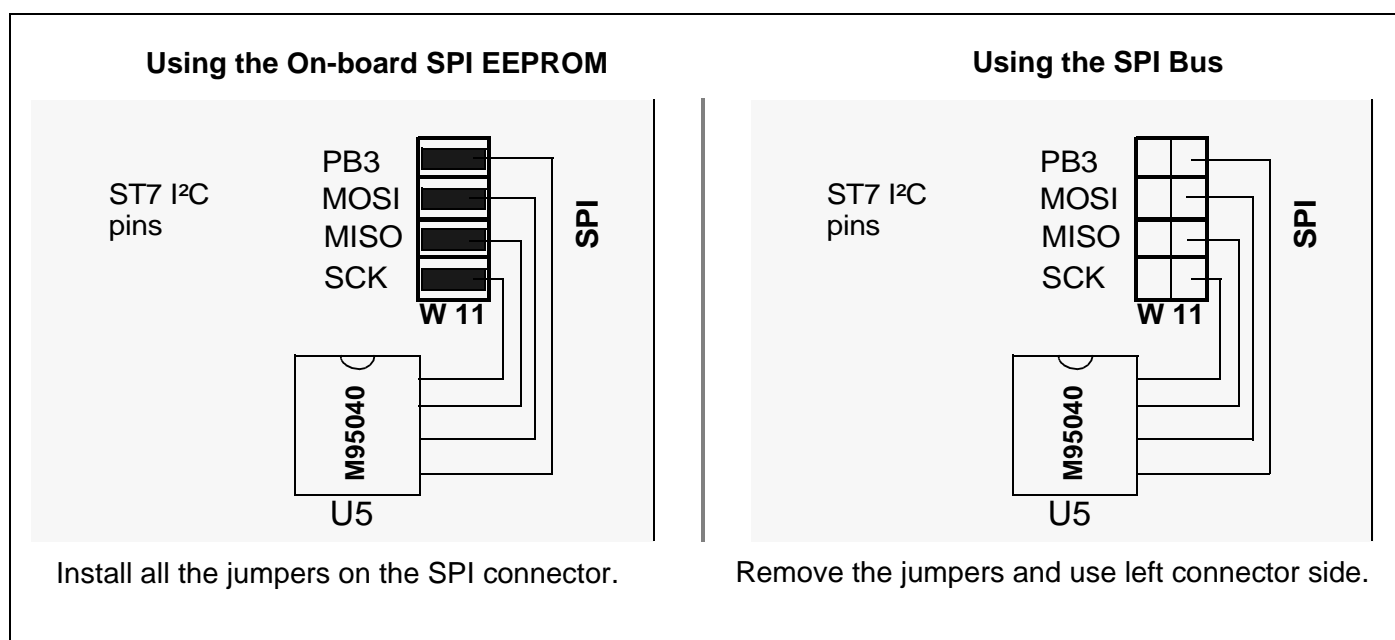 Using the On-board SPI EEPROM
ST7 I²C
pins
PB3
MOSI
MISO
SCK
W 11
SPI
M95040
U5
Install all the jumpers on the SPI connector.
Using the SPI Bus
ST7 I²C
pins
PB3
MOSI
MISO
SCK
W 11
SPI
M95040
U5
Remove the jumpers and use left connector side.